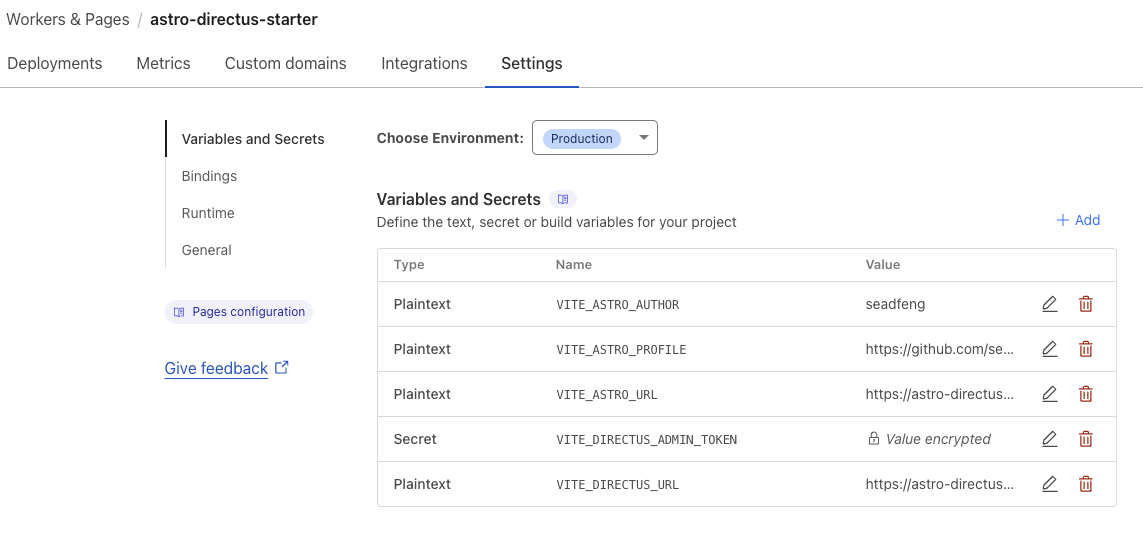 Workers & Pages / astro-directus-starter
Deployments Metrics Custom domains Integrations Settings
Variables and Secrets
Bindings
Runtime
General
Pages configuration
Give feedback
Choose Environment: Production
Variables and Secrets
Define the text, secret or build variables for your project
+ Add
Type Name Value
Plaintext VITE_ASTRO_AUTHOR seadfeng
Plaintext VITE_ASTRO_PROFILE https://github.com/se...
Plaintext VITE_ASTRO_URL https://astro-directus...
Secret VITE_DIRECTUS_ADMIN_TOKEN Value encrypted
Plaintext VITE_DIRECTUS_URL https://astro-directus...